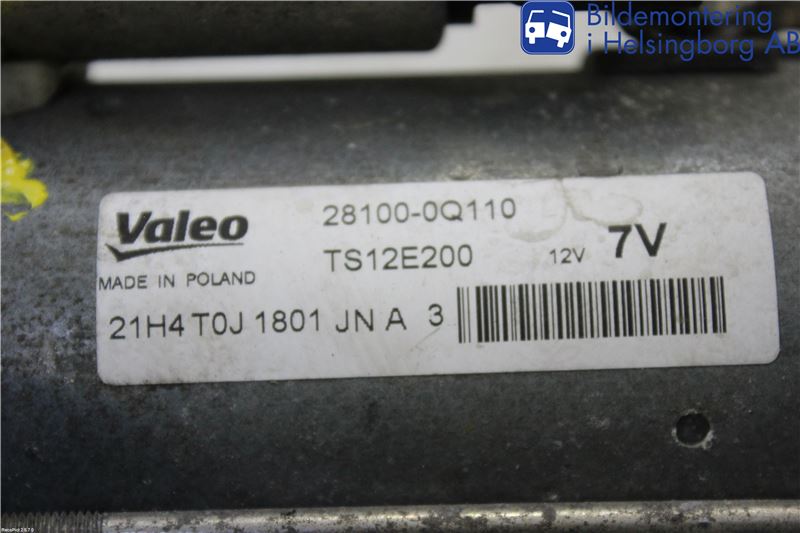 Bildemontering
i Helsingborg AB
Valeo
28100-0Q110
TS12E200
12V 7V
MADE IN POLAND
21H4 T0J 1801 JN A 3